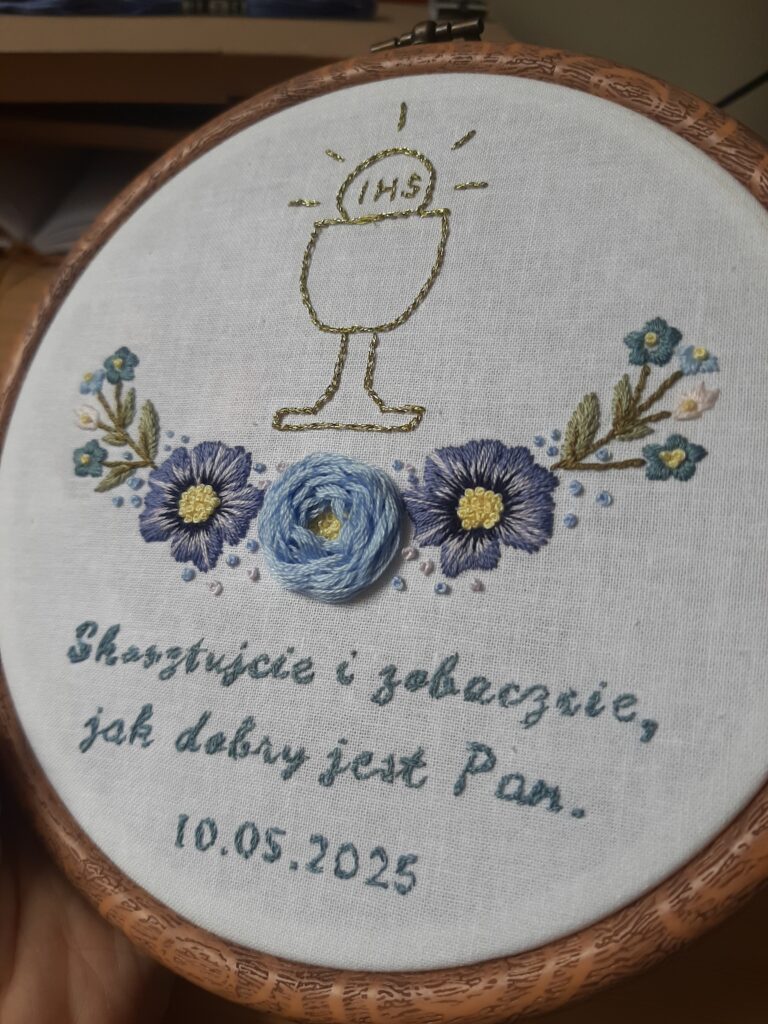 IHS
Skosztujcie i zobaczcie,
jak dobry jest Pan.
10.05.2025